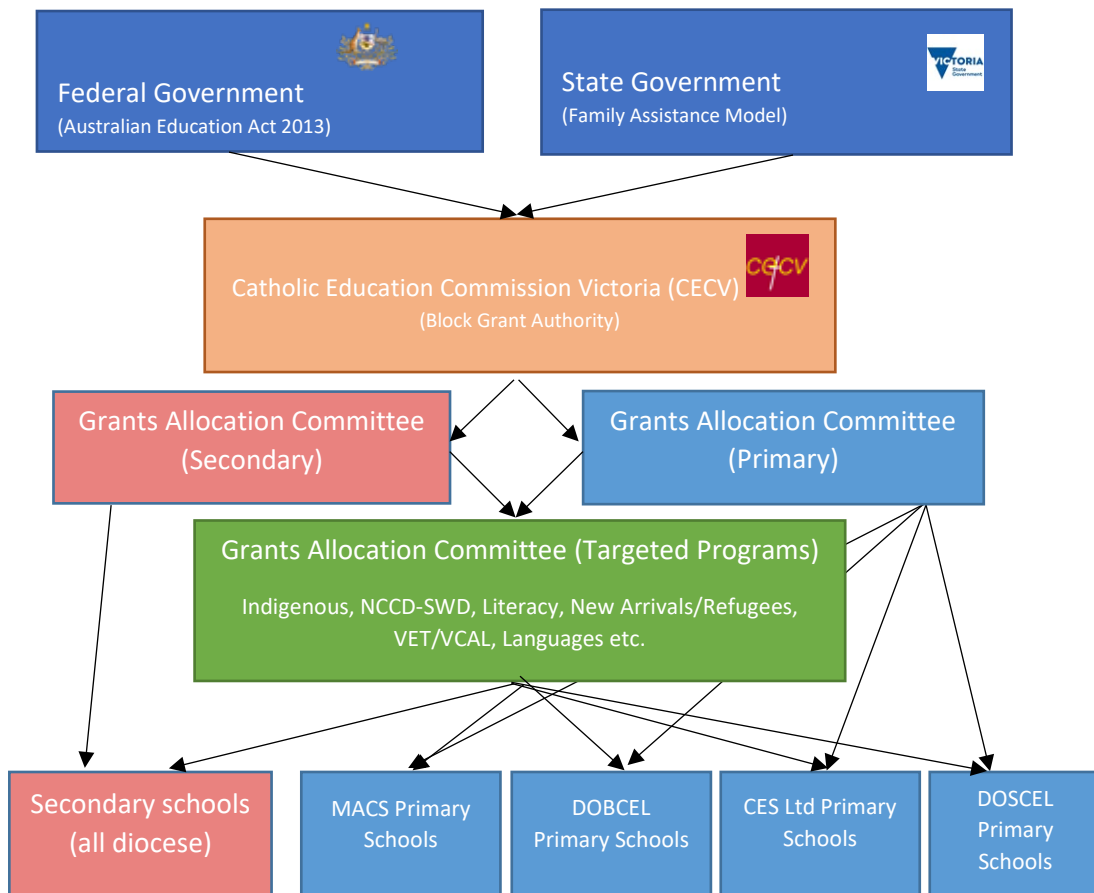 Federal Government
(Australian Education Act 2013)
State Government
(Family Assistance Model)
VICTORIA
State
Government
Catholic Education Commission Victoria (CECV)
(Block Grant Authority)
cecv
Grants Allocation Committee
(Secondary)
Grants Allocation Committee
(Primary)
Grants Allocation Committee (Targeted Programs)
Indigenous, NCCD-SWD, Literacy, New Arrivals/Refugees,
VET/VCAL, Languages etc.
Secondary schools
(all diocese)
MACS Primary
Schools
DOBCEL
Primary Schools
CES Ltd Primary
Schools
DOSCEL
Primary
Schools